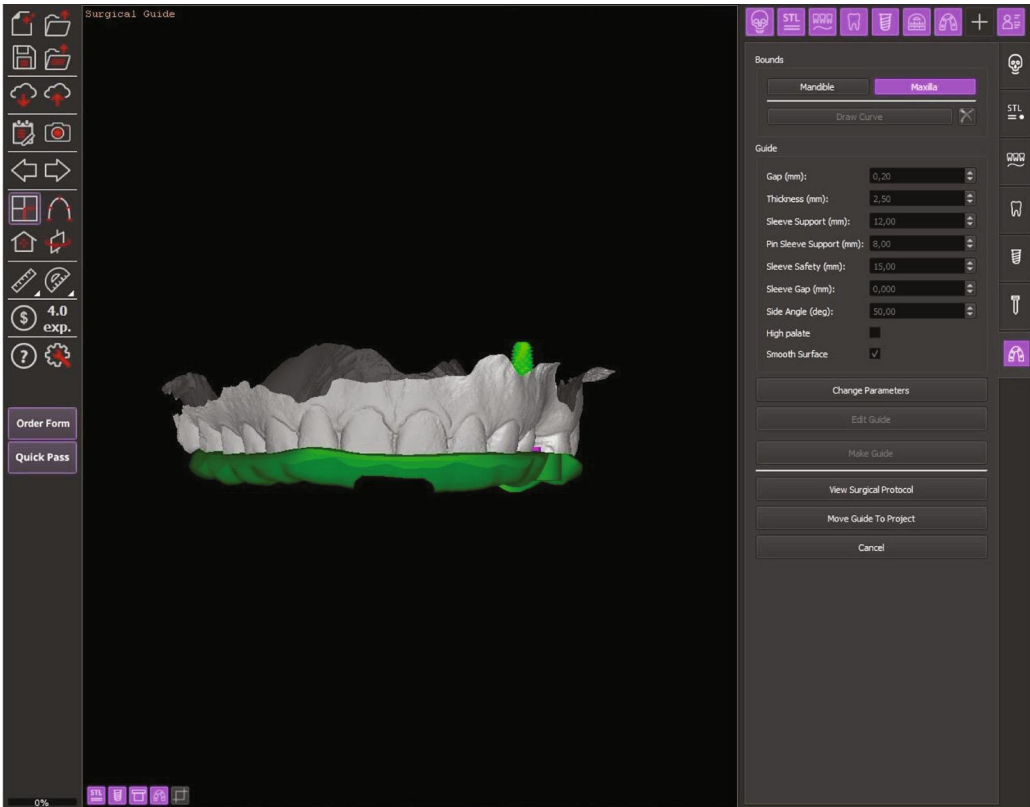 Surgical Guide
4.0
exp.
?
$
Order Form
Quick Pass
0%
STL
STL
Bounds
Mandible Maxilla
Draw Curve
Guide
Gap (mm): 0,20
Thickness (mm): 2,50
Sleeve Support (mm): 12,00
Pin Sleeve Support (mm): 8,00
Sleeve Safety (mm): 15,00
Sleeve Gap (mm): 0,000
Side Angle (deg): 50,00
High palate
Smooth Surface
Change Parameters
Edit Guide
Make Guide
View Surgical Protocol
Move Guide To Project
Cancel
STL